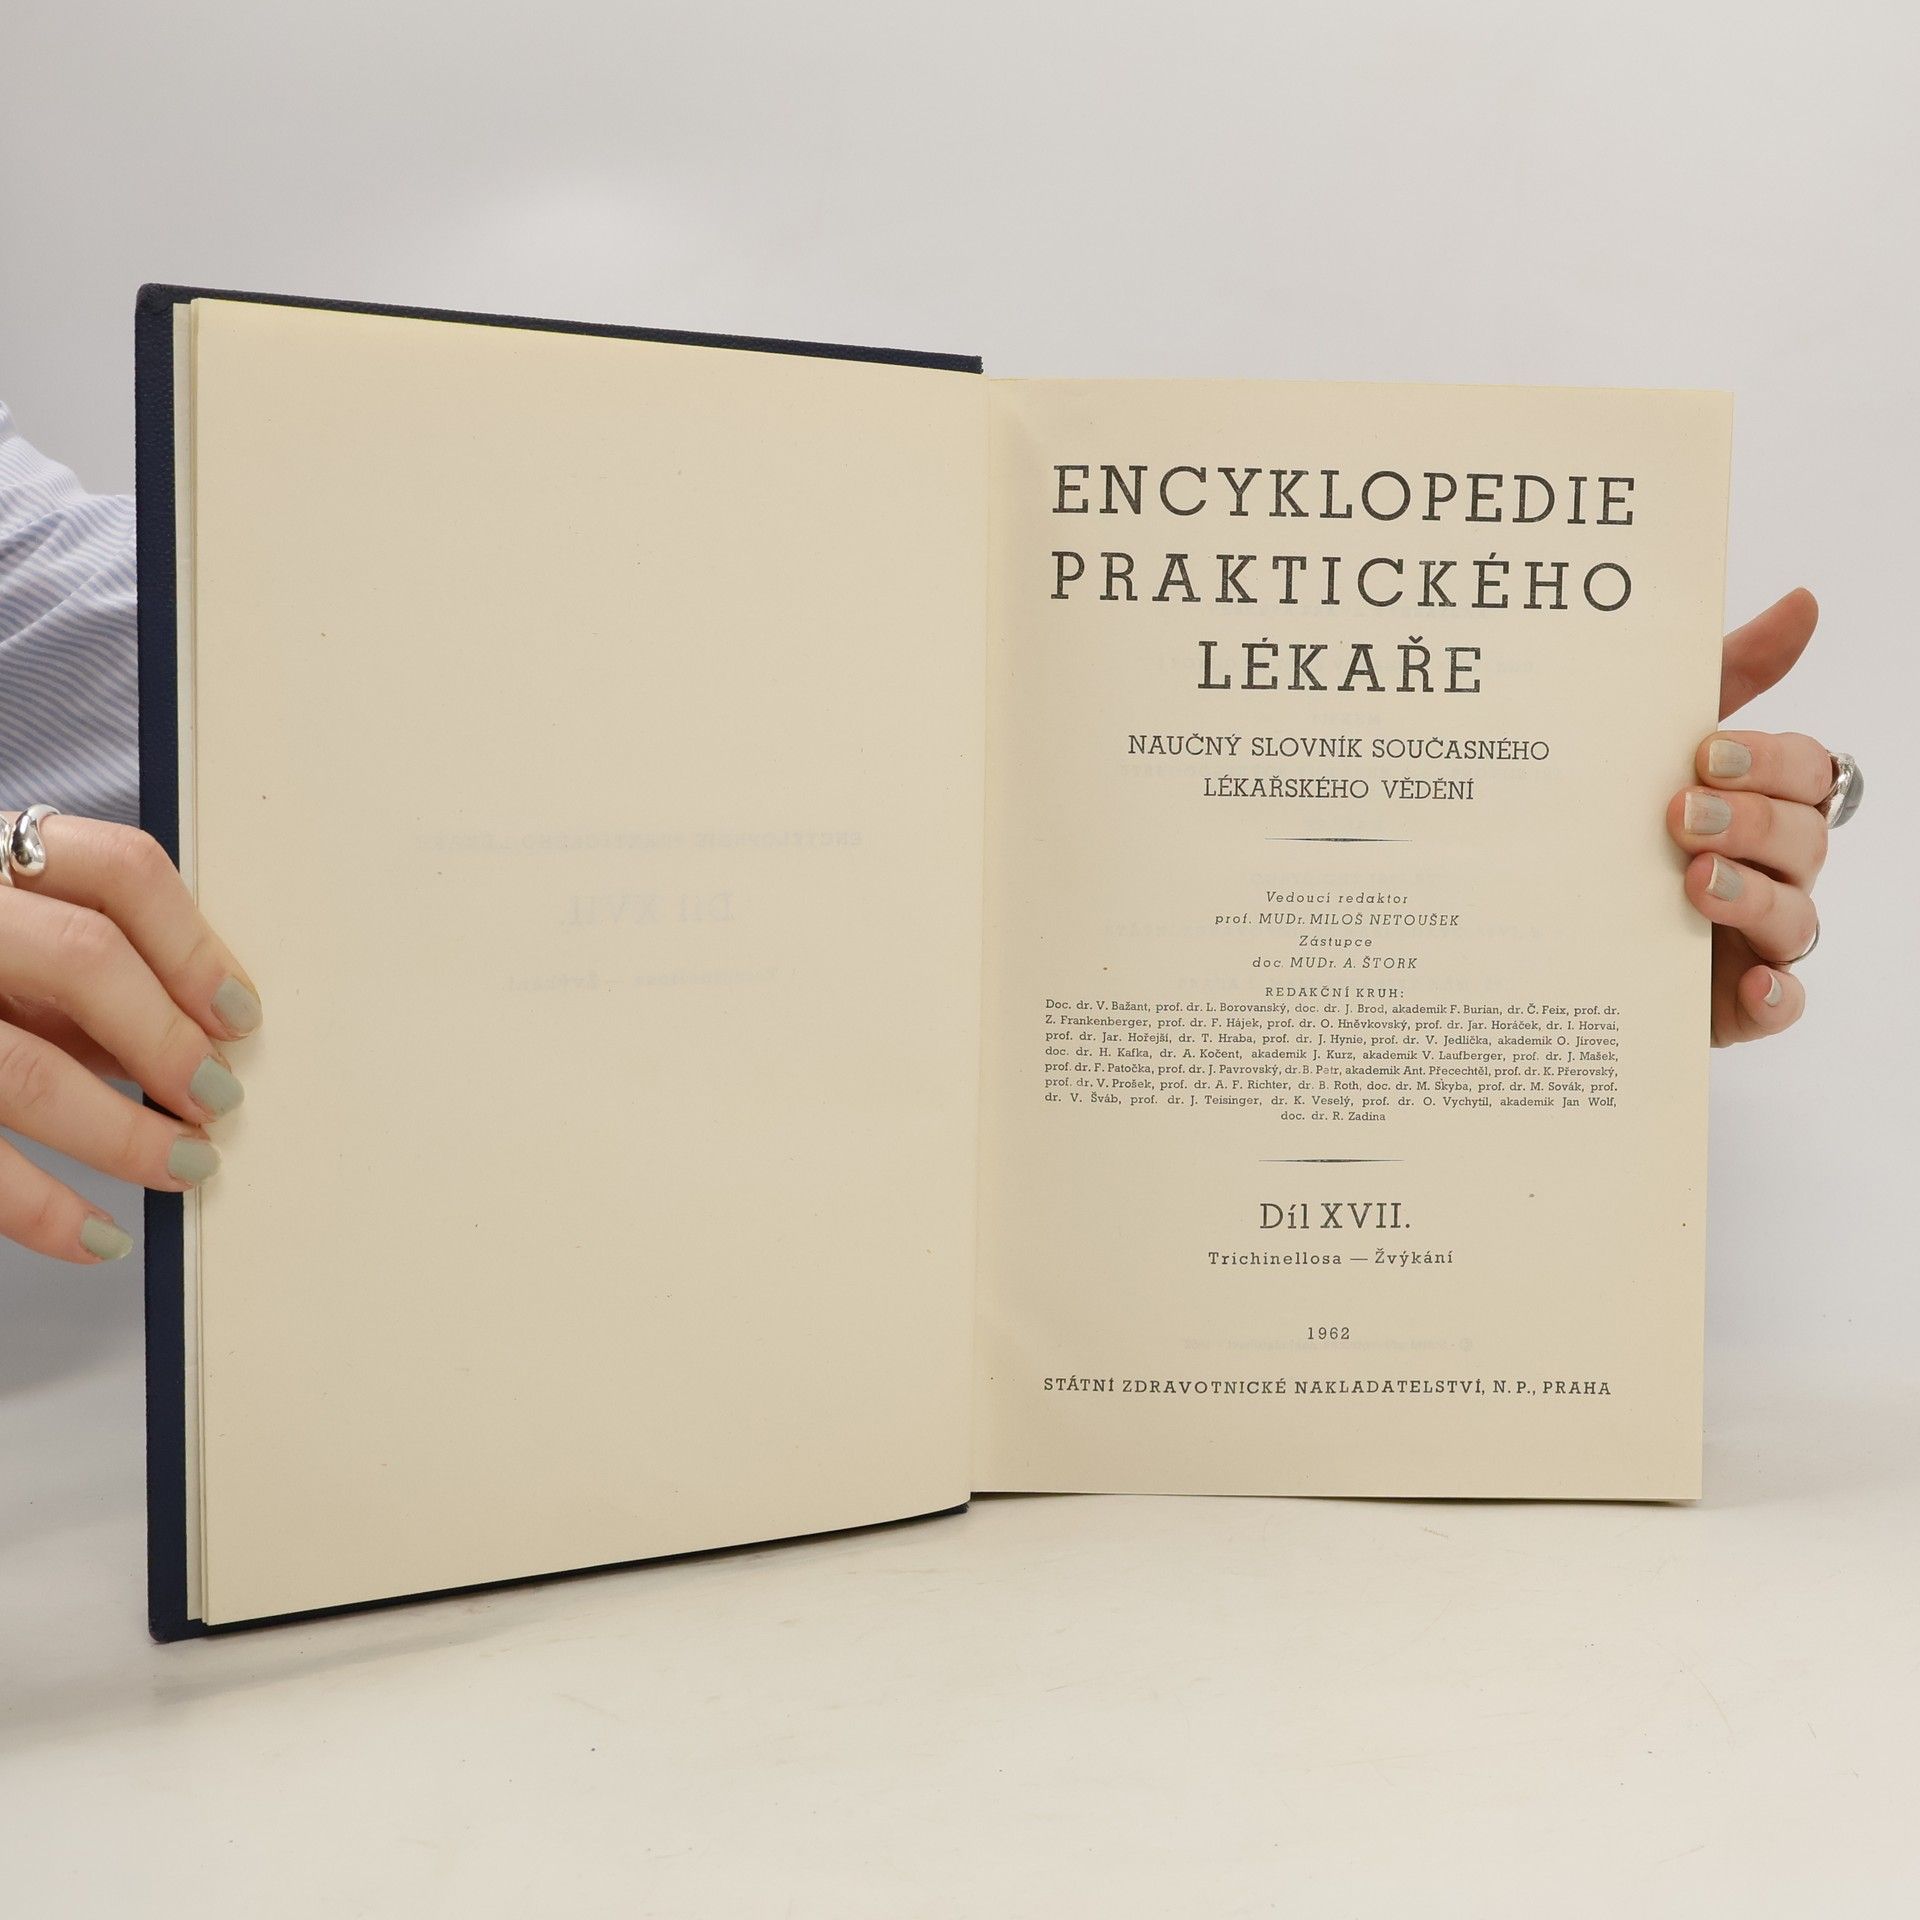 ENCYKLOPEDIE
PRAKTICKÉHO
LÉKAŘE
NAUČNÝ SLOVNÍK SOUČASNÉHO
LÉKAŘSKÉHO VĚDĚNÍ
Vedoucí redaktor
prof. MUDr. MILOŠ NETOUŠEK
Zástupce
doc. MUDr. A. ŠTORK
REDAKČNÍ KRUH:
Doc. dr. V. Bažant, prof. dr. L. Borovanský, doc. dr. J. Brod, akademik F. Burian, dr. Č. Feix, prof. dr.
Z. Frankenberger, prof. dr. F. Hájek, prof. dr. O. Hněvkovský, prof. dr. Jar. Horáček, dr. I. Horvai,
prof. dr. Jar. Hořejší, dr. T. Hraba, prof. dr. J. Hynie, prof. dr. V. Jedlička, akademik O. Jírovec,
doc. dr. H. Kafka, dr. A. Kočent, akademik J. Kurz, akademik V. Laufberger, prof. dr. J. Mašek,
prof. dr. F. Patočka, prof. dr. J. Pavrovský, dr. B. Petr, akademik Ant. Přecechtěl, prof. dr. K. Přerovský,
prof. dr. V. Prošek, prof. dr. A. F. Richter, dr. B. Roth, doc. dr. M. Skyba, prof. dr. M. Sovák, prof.
dr. V. Šváb, prof. dr. J. Teisinger, dr. K. Veselý, prof. dr. O. Vychytil, akademik Jan Wolf,
doc. dr. R. Zadina
Díl XVII.
Trichinellosa — Žvýkání
1962
STÁTNÍ ZDRAVOTNICKÉ NAKLADATELSTVÍ, N. P., PRAHA